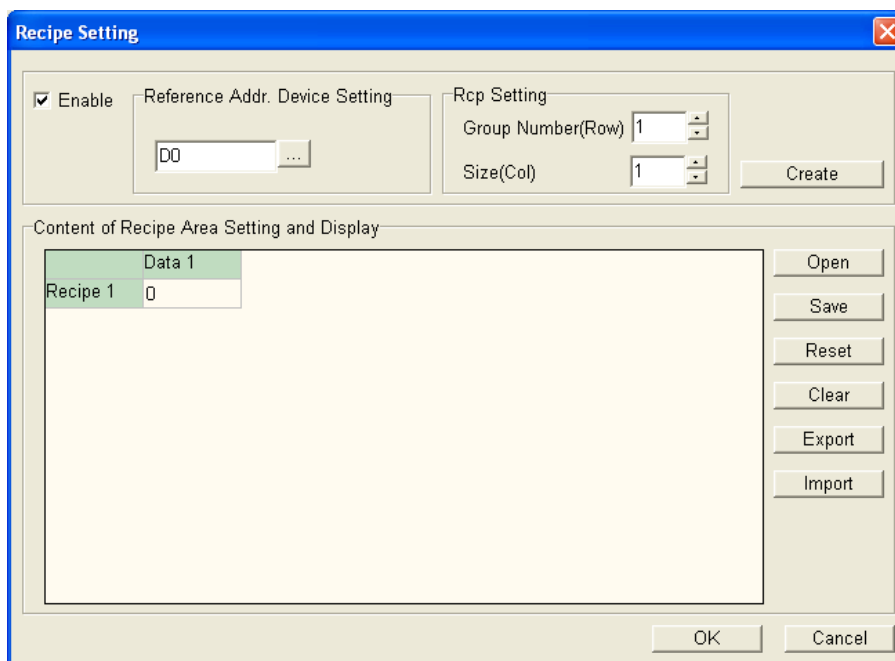 Recipe Setting
Enable
Reference Addr. Device Setting
D0
...
Rcp Setting
Group Number(Row) 1
Size(Col) 1
Create
Content of Recipe Area Setting and Display
Data 1
Recipe 1 0
Open
Save
Reset
Clear
Export
Import
OK
Cancel